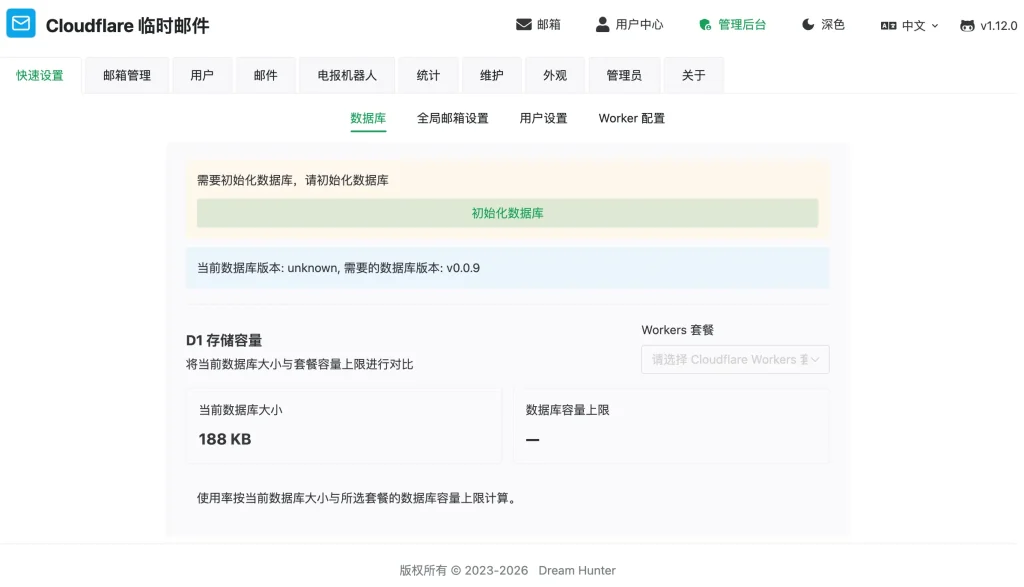 Cloudflare 临时邮件
邮箱 用户中心 管理后台 深色 中文 v1.12.0
快速设置 邮箱管理 用户 邮件 电报机器人 统计 维护 外观 管理员 关于
数据库 全局邮箱设置 用户设置 Worker 配置
需要初始化数据库，请初始化数据库
初始化数据库
当前数据库版本: unknown, 需要的数据库版本: v0.0.9
D1 存储容量
将当前数据库大小与套餐容量上限进行对比
Workers 套餐
请选择 Cloudflare Workers
当前数据库大小
188 KB
数据库容量上限
—
使用率按当前数据库大小与所选套餐的数据库容量上限计算。
版权所有 © 2023-2026 Dream Hunter